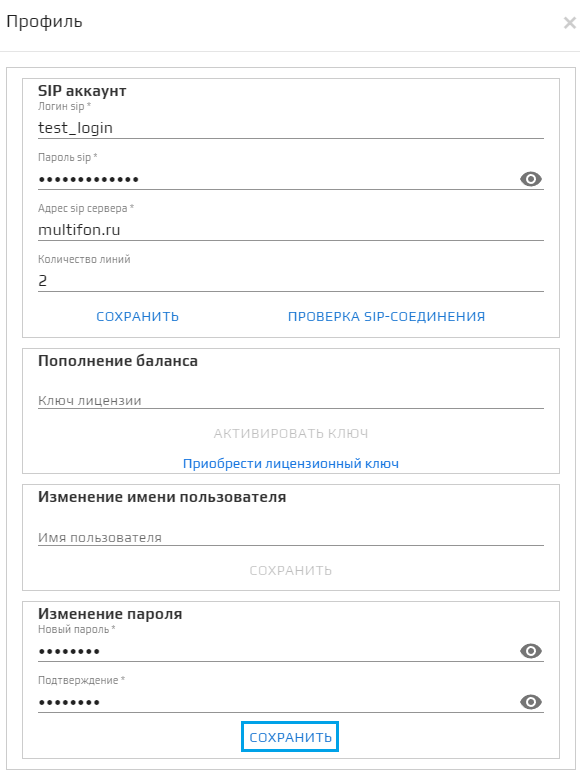 Профиль
SIP аккаунт
Логин sip *
test_login
Пароль sip *
•••••••••••••
Адрес sip сервера *
multifon.ru
Количество линий
2
СОХРАНИТЬ ПРОВЕРКА SIP-СОЕДИНЕНИЯ
Пополнение баланса
Ключ лицензии
АКТИВИРОВАТЬ КЛЮЧ
Приобрести лицензионный ключ
Изменение имени пользователя
Имя пользователя
СОХРАНИТЬ
Изменение пароля
Новый пароль *
••••••••
Подтверждение *
••••••••
СОХРАНИТЬ